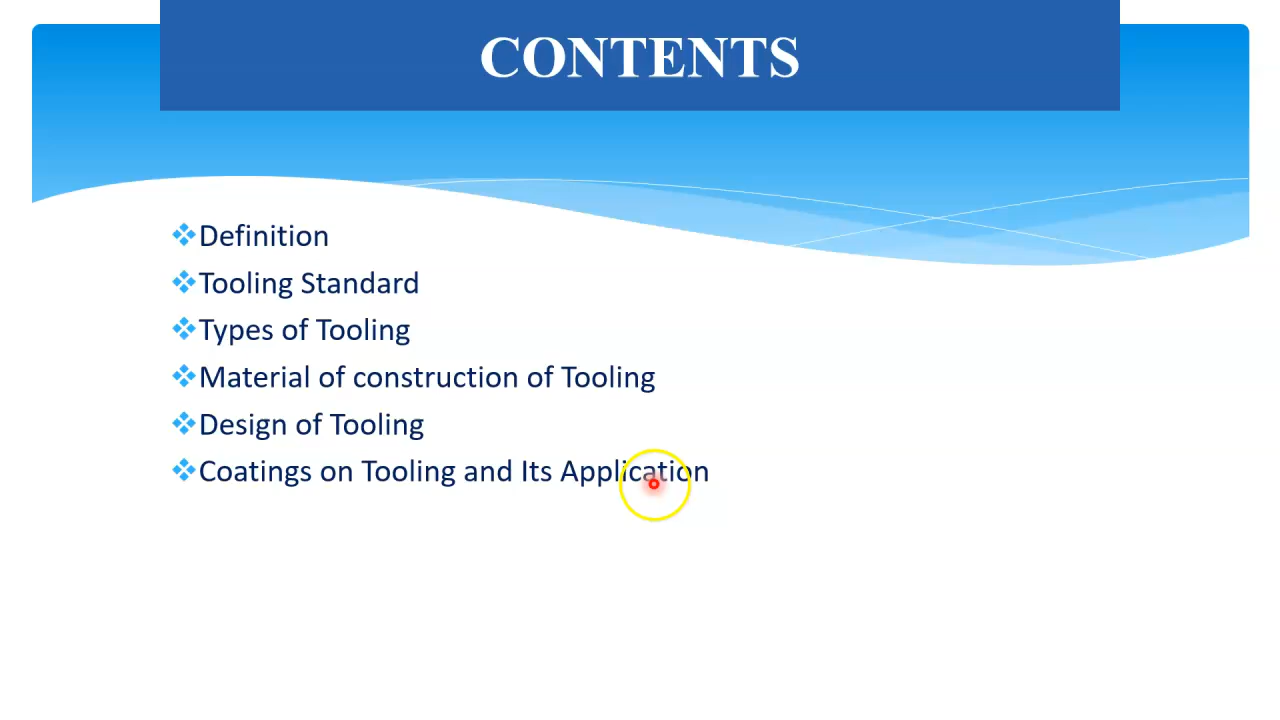 CONTENTS
Definition
Tooling Standard
Types of Tooling
Material of construction of Tooling
Design of Tooling
Coatings on Tooling and Its Application